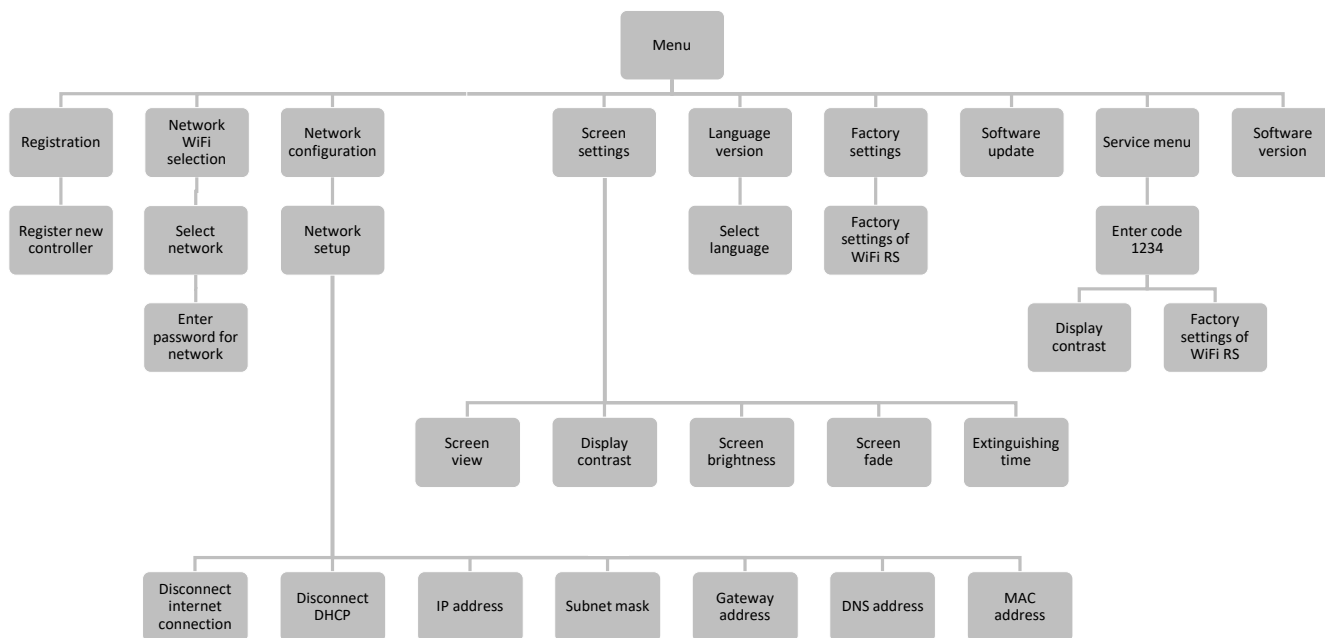 Menu
Registration
Network
WiFi
selection
Network
configuration
Screen
settings
Language
version
Factory
settings
Software
update
Service menu
Software
version
Register new
controller
Select
network
Network
setup
Select
language
Factory
settings of
WiFi RS
Enter code
1234
Enter
password for
network
Display
contrast
Factory
settings of
WiFi RS
Screen
view
Display
contrast
Screen
brightness
Screen
fade
Extinguishing
time
Disconnect
internet
connection
Disconnect
DHCP
IP address
Subnet mask
Gateway
address
DNS address
MAC
address